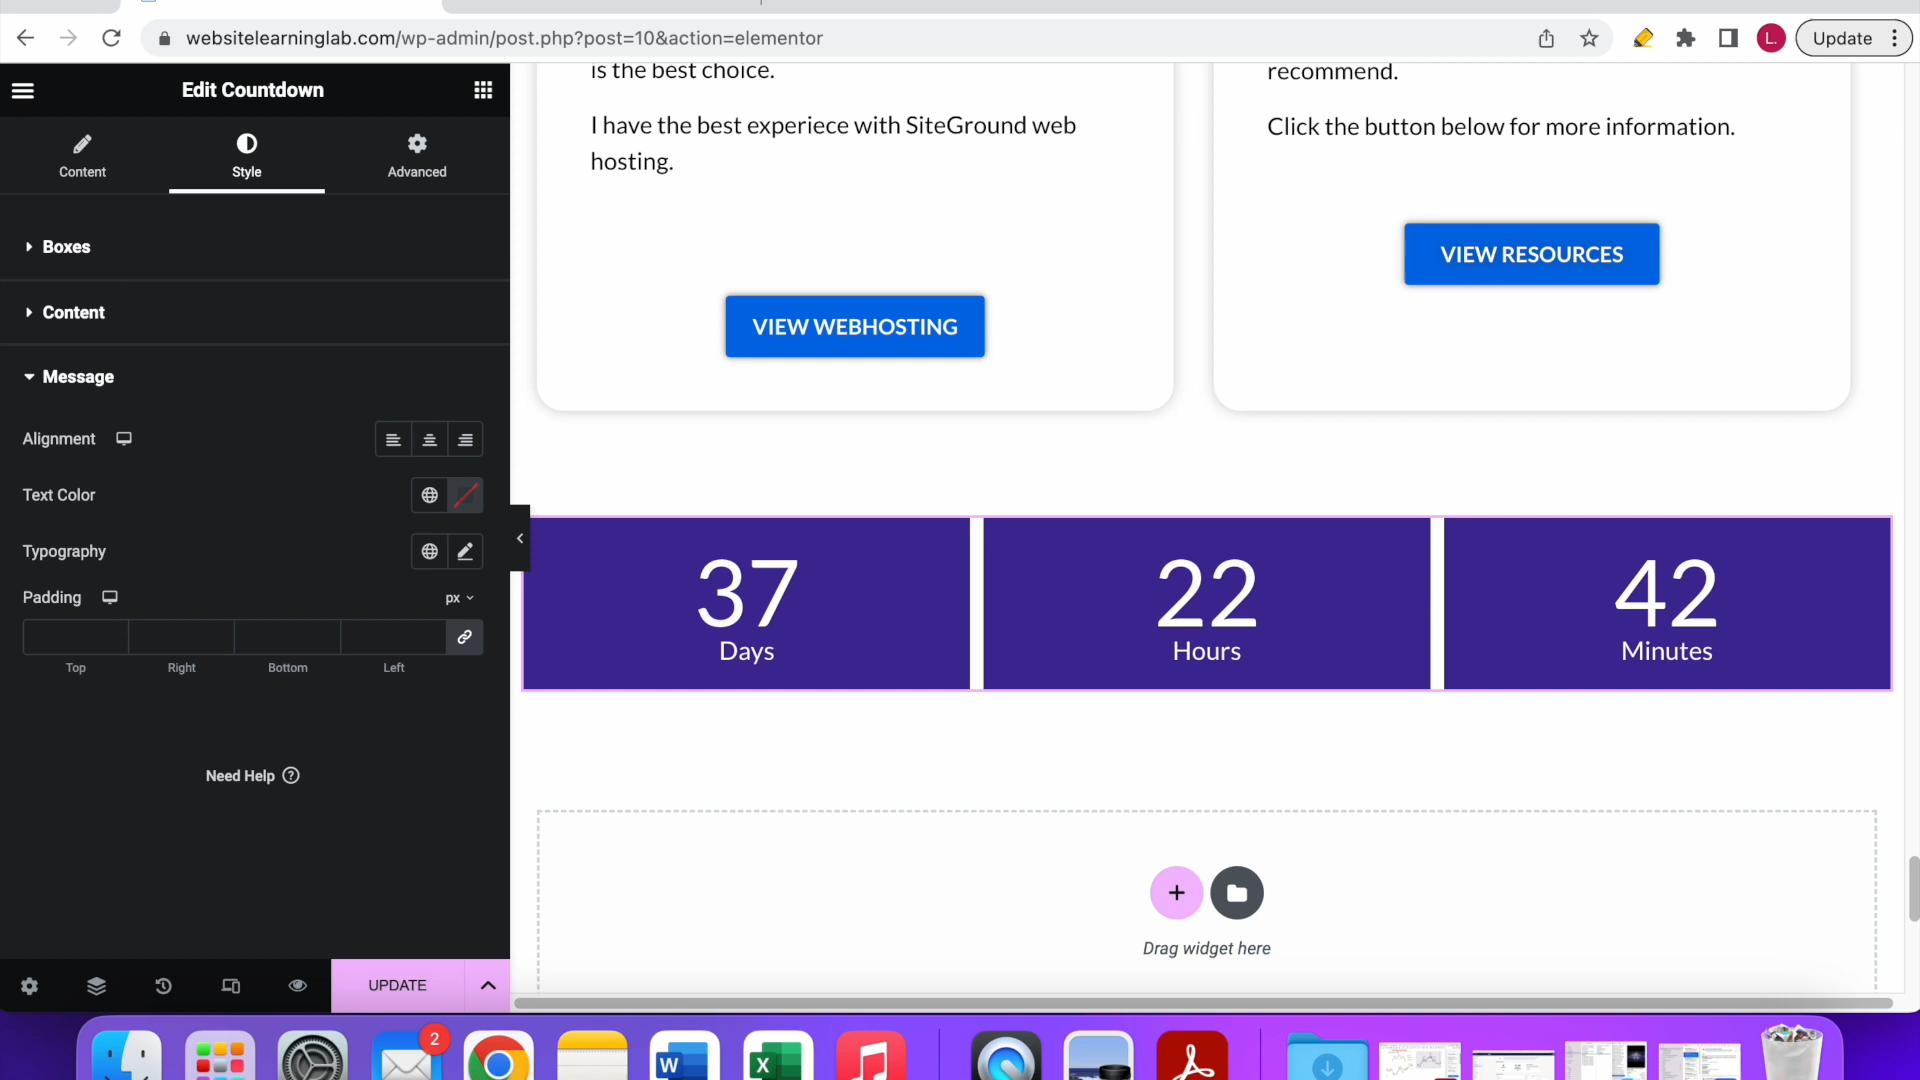 websitelearninglab.com/wp-admin/post.php?post=10&action=elementor
L.
Update
Edit Countdown
Content
Style
Advanced
Boxes
Content
Message
Alignment
Text Color
Typography
Padding
px
Top
Right
Bottom
Left
Need Help
UPDATE
is the best choice.
I have the best experiece with SiteGround web
hosting.
VIEW WEBHOSTING
recommend.
Click the button below for more information.
VIEW RESOURCES
37
Days
22
Hours
42
Minutes
Drag widget here
2
W
X